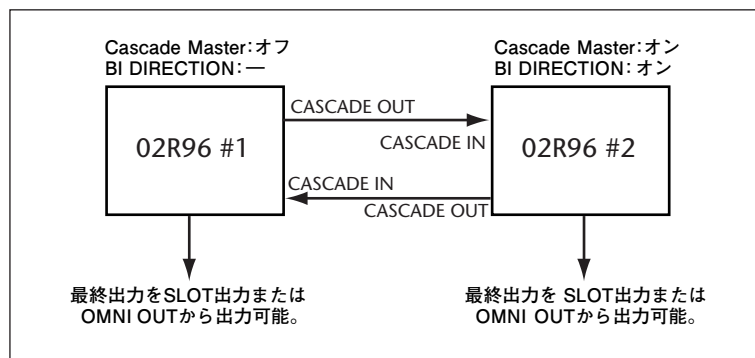 Cascade Master:オフ
BI DIRECTION:—
Cascade Master:オン
BI DIRECTION:オン
CASCADE OUT
CASCADE IN
02R96 #1
02R96 #2
CASCADE IN
CASCADE OUT
最終出力をSLOT出力または
OMNI OUTから出力可能。
最終出力を SLOT出力または
OMNI OUTから出力可能。